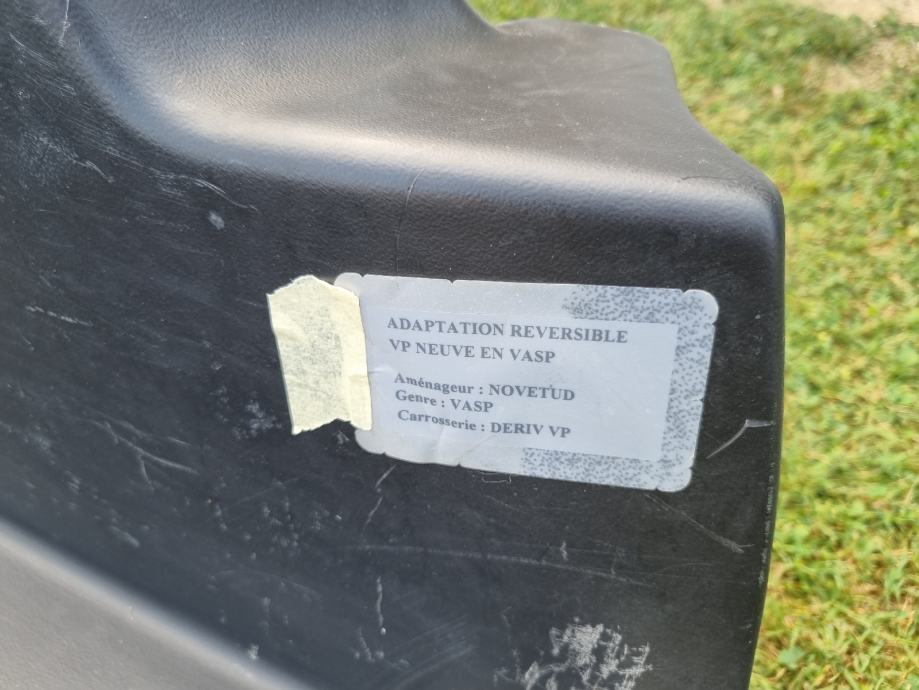 ADAPTATION REVERSIBLE
VP NEUVE EN VASP
Aménageur : NOVETUD
Genre : VASP
Carrosserie : DERIV VP